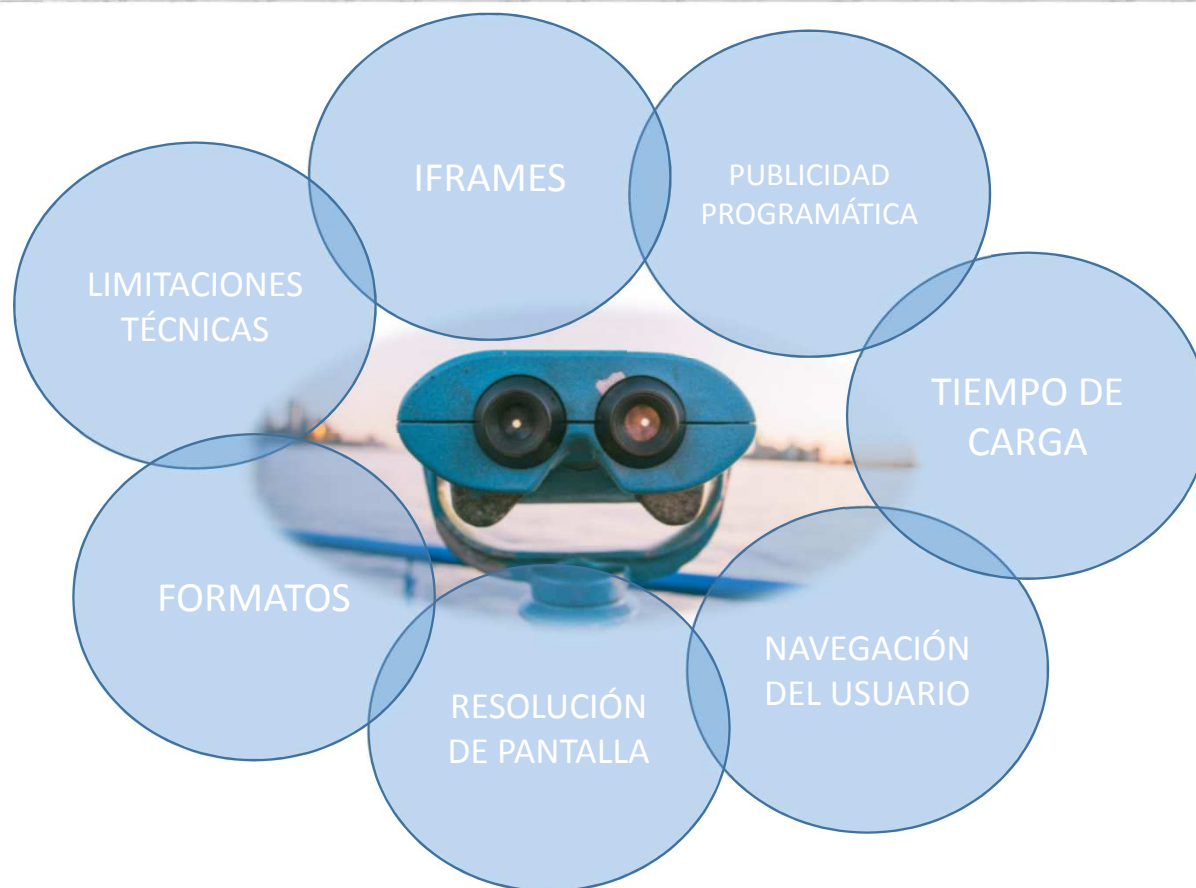 IFRAMES
PUBLICIDAD
PROGRAMÁTICA
LIMITACIONES
TÉCNICAS
TIEMPO DE
CARGA
FORMATOS
NAVEGACIÓN
DEL USUARIO
RESOLUCIÓN
DE PANTALLA